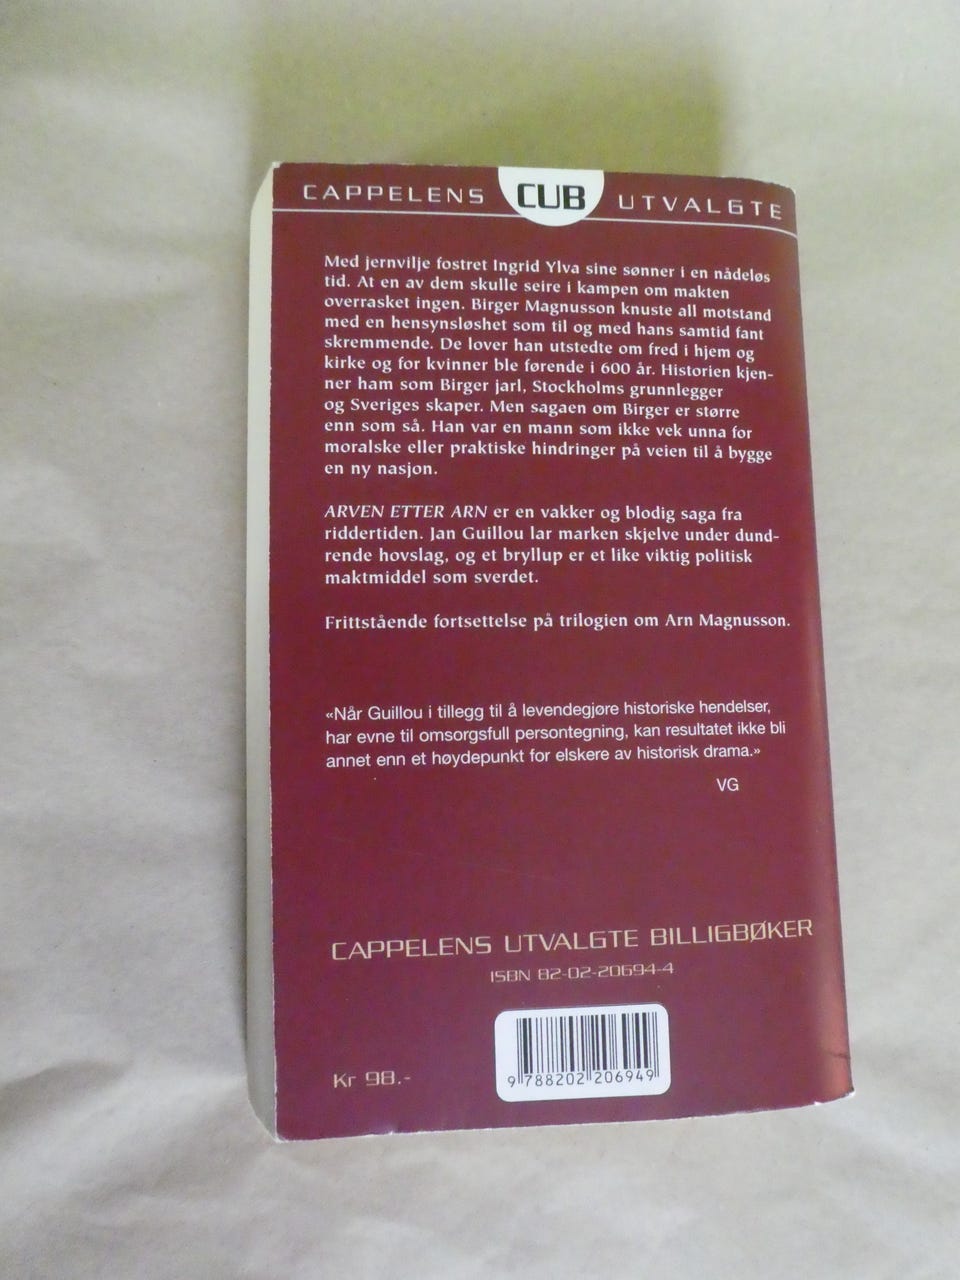 CAPPELENS CUB UTVALGTE
Med jernvilje fostret Ingrid Ylva sine sønner i en nådeløs
tid. At en av dem skulle seire i kampen om makten
overrasket ingen. Birger Magnusson knuste all motstand
med en hensynsløshet som til og med hans samtid fant
skremmende. De lover han utstedte om fred i hjem og
kirke og for kvinner ble førende i 600 år. Historien kjen-
ner ham som Birger jarl, Stockholms grunnlegger
og Sveriges skaper. Men sagaen om Birger er større
enn som så. Han var en mann som ikke vek unna for
moralske eller praktiske hindringer på veien til å bygge
en ny nasjon.
ARVEN ETTER ARN er en vakker og blodig saga fra
riddertiden. Jan Guillou lar marken skjelve under dund-
rende hovslag, og et bryllup er et like viktig politisk
maktmiddel som sverdet.
Frittstående fortsettelse på trilogien om Arn Magnusson.
«Når Guillou i tillegg til å levendegjøre historiske hendelser,
har evne til omsorgsfull persontegning, kan resultatet ikke bli
annet enn et høydepunkt for elskere av historisk drama.»
VG
CAPPELENS UTVALGTE BILLIGBØKER
ISBN 82-02-20694-4
Kr 98.-
9 788202 206949